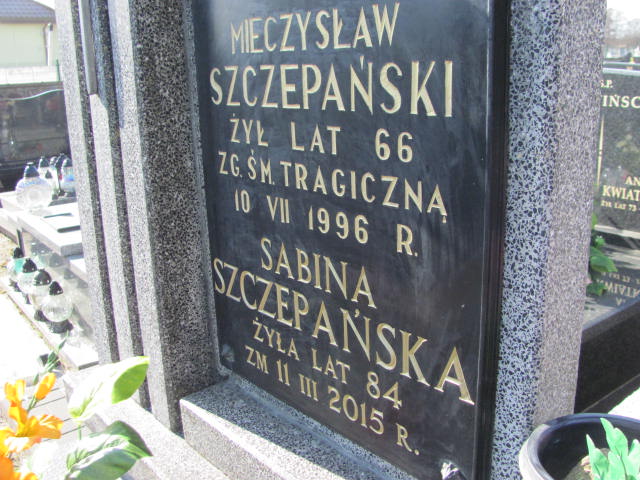 MIECZYSŁAW
SZCZEPAŃSKI
ŻYŁ LAT 66
ZG. ŚM. TRAGICZNĄ
10 VII 1996 R.
SABINA
SZCZEPAŃSKA
ŻYŁA LAT 84
ZM 11 III 2015 R.